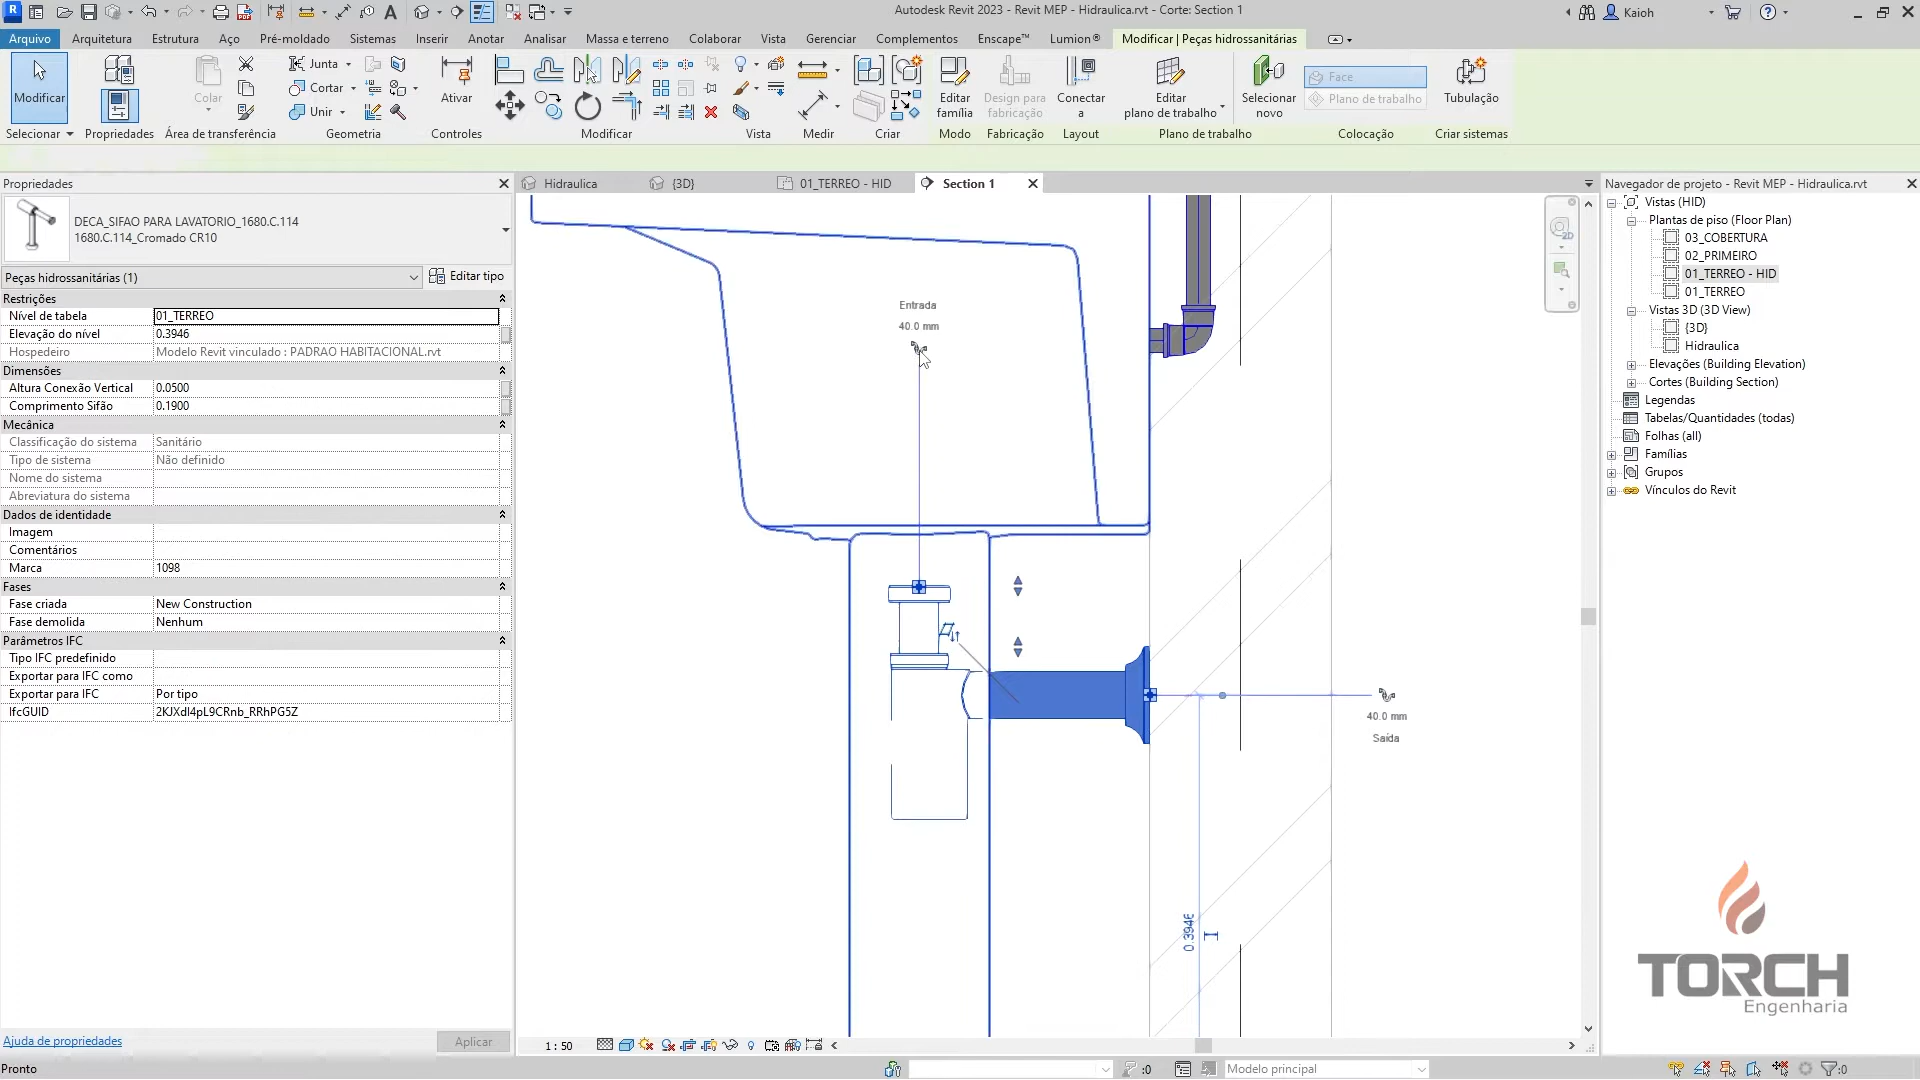 Autodesk Revit 2023 - Revit MEP - Hidraulica.rvt - Corte: Section 1
Kaioh
Arquivo Arquitetura Estrutura Aço Pré-moldado Sistemas Inserir Anotar Analisar Massa e terreno Colaborar Vista Gerenciar Complementos Enscape™ Lumion® Modificar | Peças hidrossanitárias
Modificar
Colar
Junta
Cortar
Unir
Ativar
Editar família
Design para fabricação
Conectar a
Editar plano de trabalho
Selecionar novo
Face
Plano de trabalho
Tubulação
Selecionar Propriedades Área de transferência Geometria Controles Modificar Vista Medir Criar Modo Fabricação Layout Plano de trabalho Colocação Criar sistemas
Propriedades
DECA_SIFAO PARA LAVATORIO_1680.C.114
1680.C.114_Cromado CR10
Peças hidrossanitárias (1)
Editar tipo
Restrições
Nível de tabela 01_TERREO
Elevação do nível 0.3946
Hospedeiro Modelo Revit vinculado : PADRAO HABITACIONAL.rvt
Dimensões
Altura Conexão Vertical 0.0500
Comprimento Sifão 0.1900
Mecânica
Classificação do sistema Sanitário
Tipo de sistema Não definido
Nome do sistema
Abreviatura do sistema
Dados de identidade
Imagem
Comentários
Marca 1098
Fases
Fase criada New Construction
Fase demolida Nenhum
Parâmetros IFC
Tipo IFC predefinido
Exportar para IFC como
Exportar para IFC Por tipo
IfcGUID 2KJXdI4pL9CRnb_RRhPG5Z
Ajuda de propriedades
Aplicar
Hidraulica {3D} 01_TERREO - HID Section 1
Entrada
40.0 mm
40.0 mm
Saída
0.3946
1 : 50
Navegador de projeto - Revit MEP - Hidraulica.rvt
Vistas (HID)
Plantas de piso (Floor Plan)
03_COBERTURA
02_PRIMEIRO
01_TERREO - HID
01_TERREO
Vistas 3D (3D View)
{3D}
Hidraulica
Elevações (Building Elevation)
Cortes (Building Section)
Legendas
Tabelas/Quantidades (todas)
Folhas (all)
Famílias
Grupos
Vínculos do Revit
TORCH
Engenharia
Pronto
:0
Modelo principal
:0